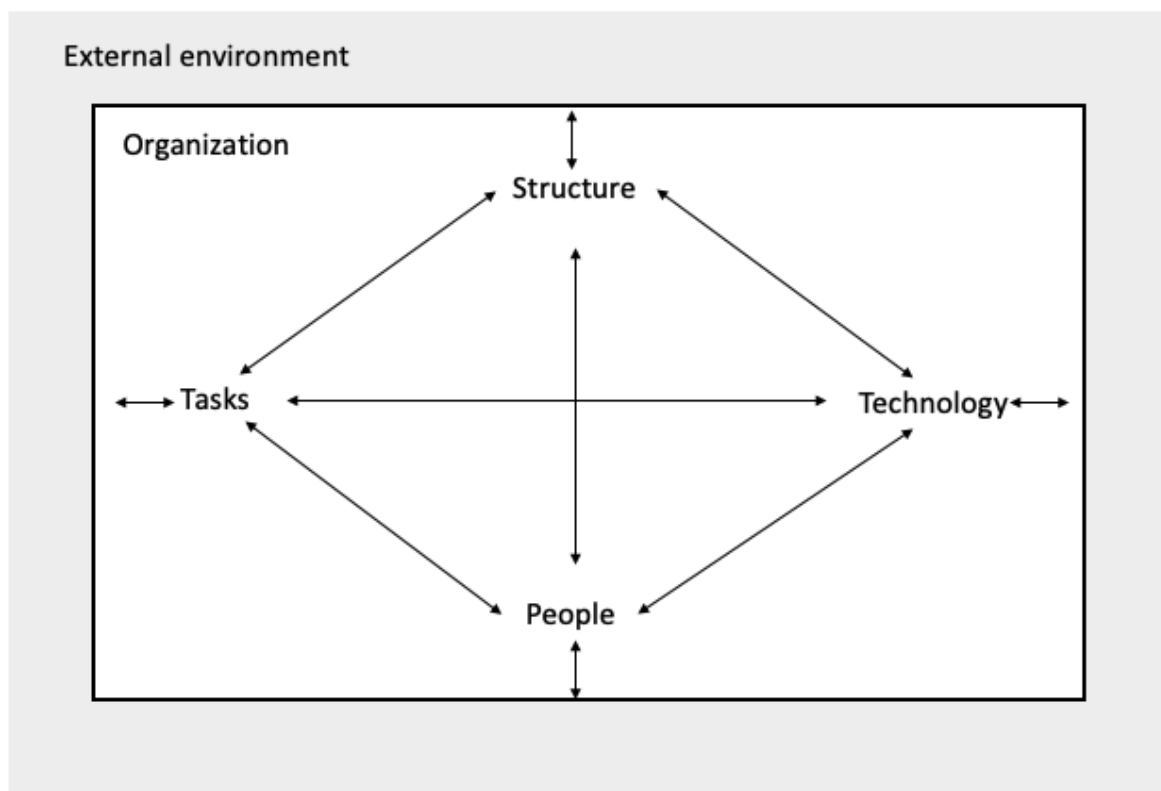 External environment
Organization
Structure
Tasks
Technology
People